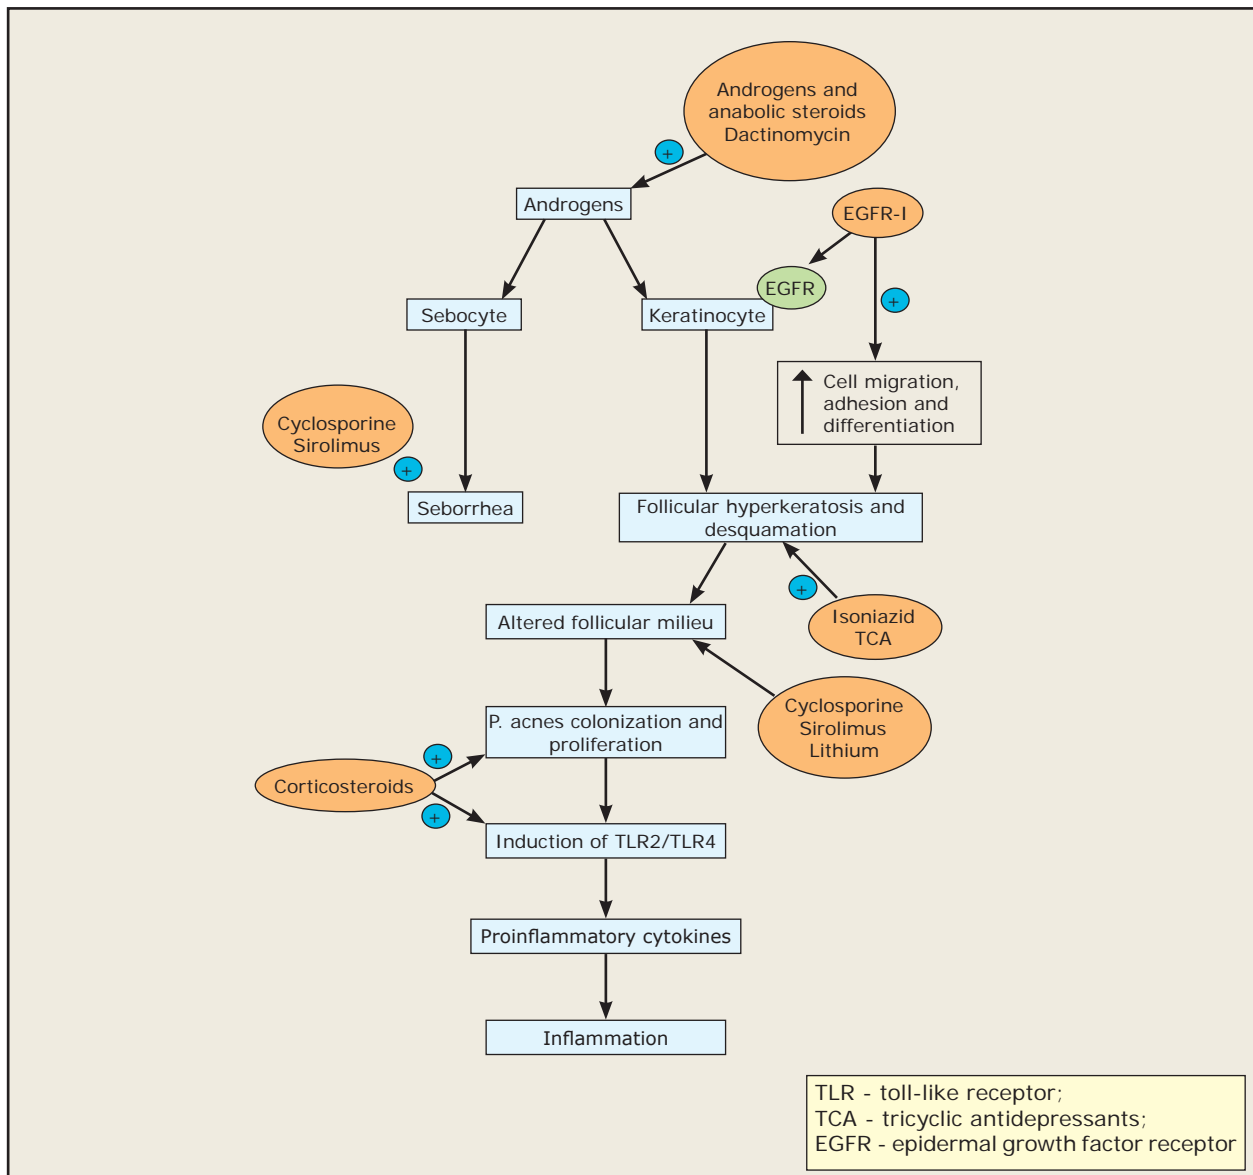 Androgens and
anabolic steroids
Dactinomycin
+
Androgens
EGFR-I
EGFR
+
Sebocyte
Keratinocyte
Cell migration,
adhesion and
differentiation
Cyclosporine
Sirolimus
+
Seborrhea
Follicular hyperkeratosis and
desquamation
+
Isoniazid
TCA
Altered follicular milieu
Cyclosporine
Sirolimus
Lithium
P. acnes colonization and
proliferation
+
Corticosteroids
+
Induction of TLR2/TLR4
Proinflammatory cytokines
Inflammation
TLR - toll-like receptor;
TCA - tricyclic antidepressants;
EGFR - epidermal growth factor receptor